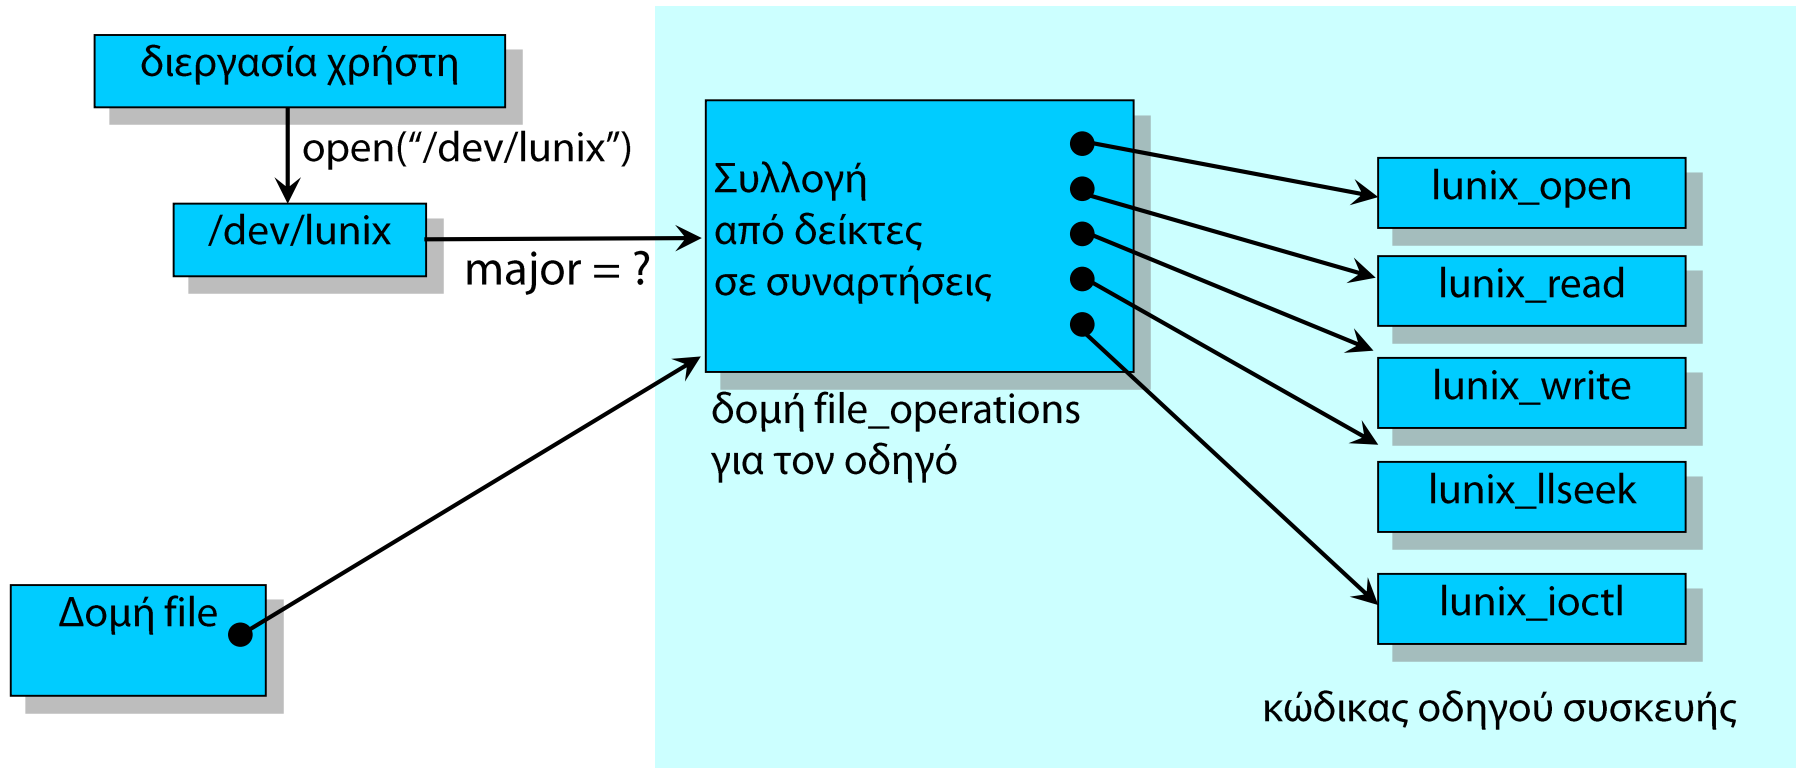 διεργασία χρήστη
open(“/dev/lunix”)
/dev/lunix
major = ?
Συλλογή
από δείκτες
σε συναρτήσεις
δομή file_operations
για τον οδηγό
Δομή file
lunix_open
lunix_read
lunix_write
lunix_llseek
lunix_ioctl
κώδικας οδηγού συσκευής